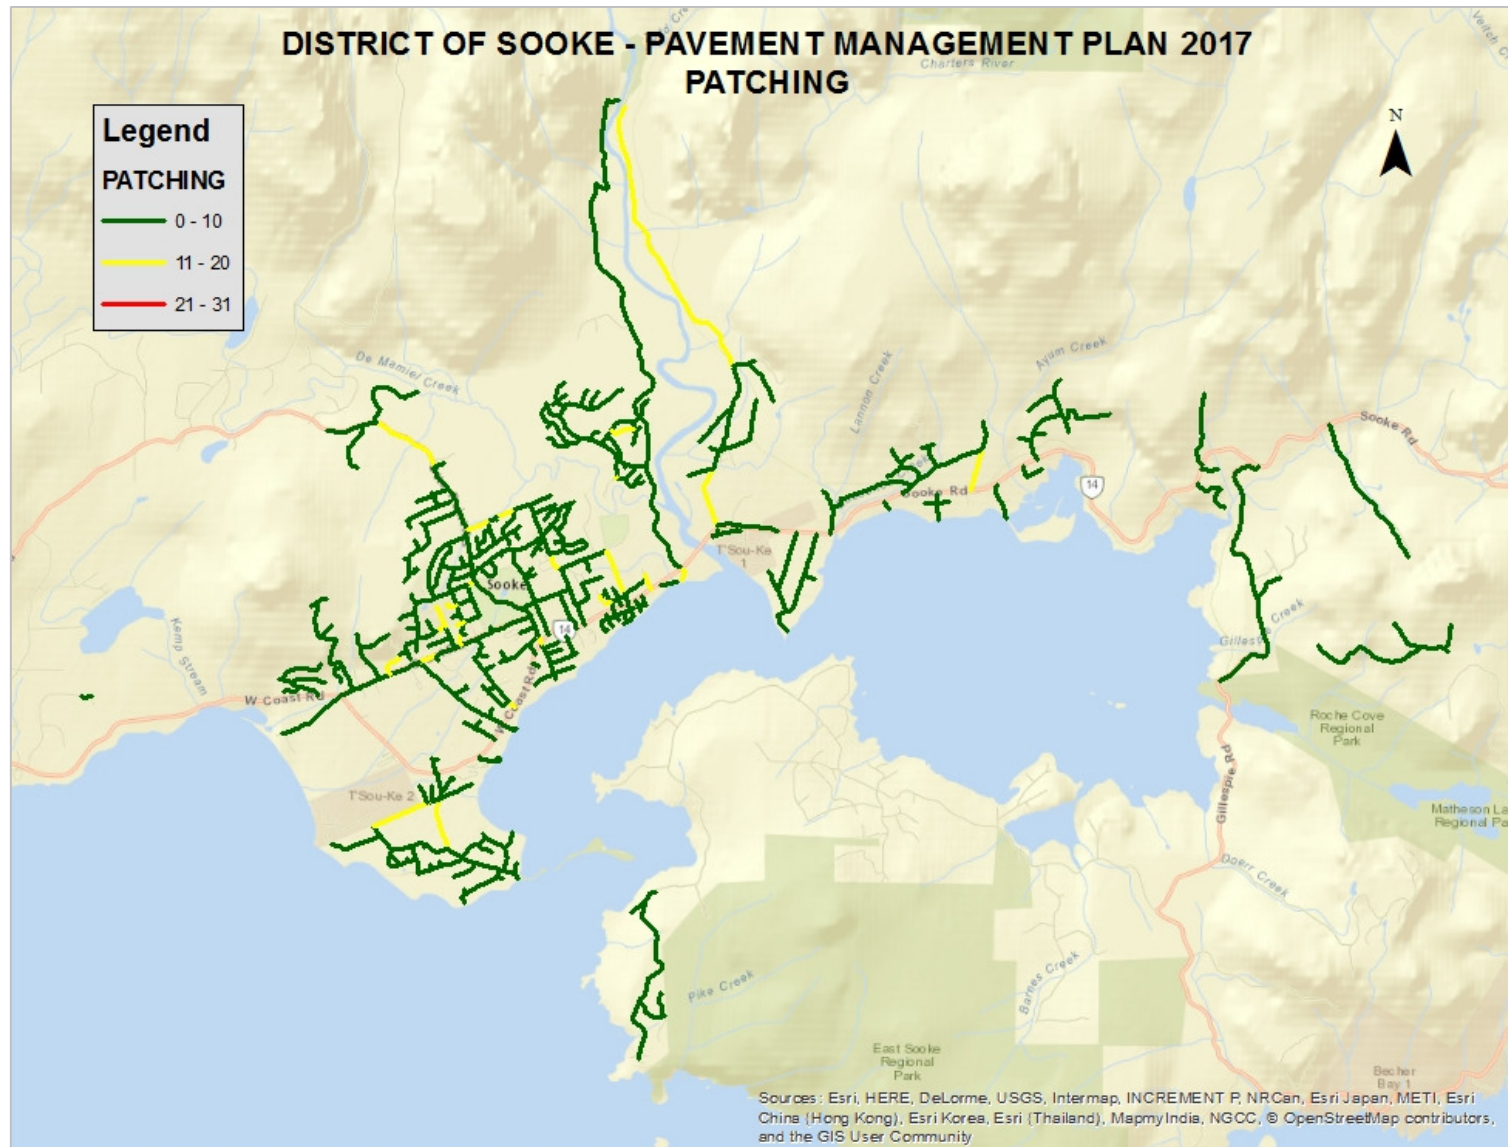 DISTRICT OF SOOKE - PAVEMENT MANAGEMENT PLAN 2017
PATCHING
Charters River
N
Legend
PATCHING
0 - 10
11 - 20
21 - 31
De Mamiel Creek
Lannon Creek
Ayum Creek
Sooke Rd
14
Sooke Rd
T'Sou-Ke
1
Sooke
14
Kemp Stream
Gillespie Creek
W Coast Rd
W Coast Rd
Roche Cove
Regional
Park
Gillespie Rd
T'Sou-Ke 2
Matheson La
Regional Pa
Doerr Creek
Pike Creek
Barnes Creek
East Sooke
Regional
Park
Becher
Bay 1
Sources: Esri, HERE, DeLorme, USGS, Intermap, INCREMENT P, NRCan, Esri Japan, METI, Esri
China (Hong Kong), Esri Korea, Esri (Thailand), MapmyIndia, NGCC, © OpenStreetMap contributors,
and the GIS User Community